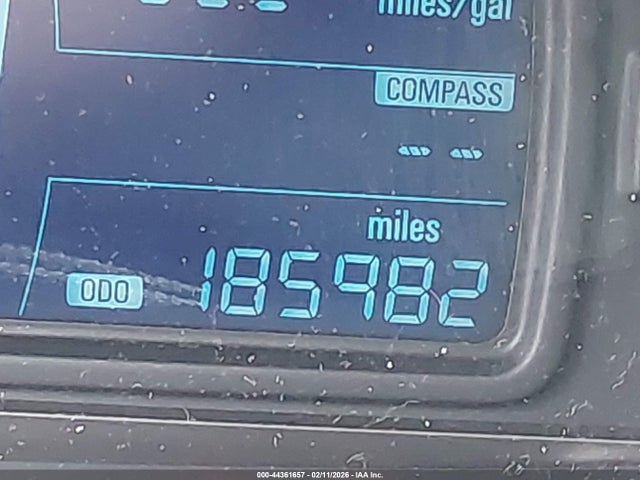 miles/gal
COMPASS
-- --
miles
ODO 185982
000-44361657 - 02/11/2026 - IAA Inc.